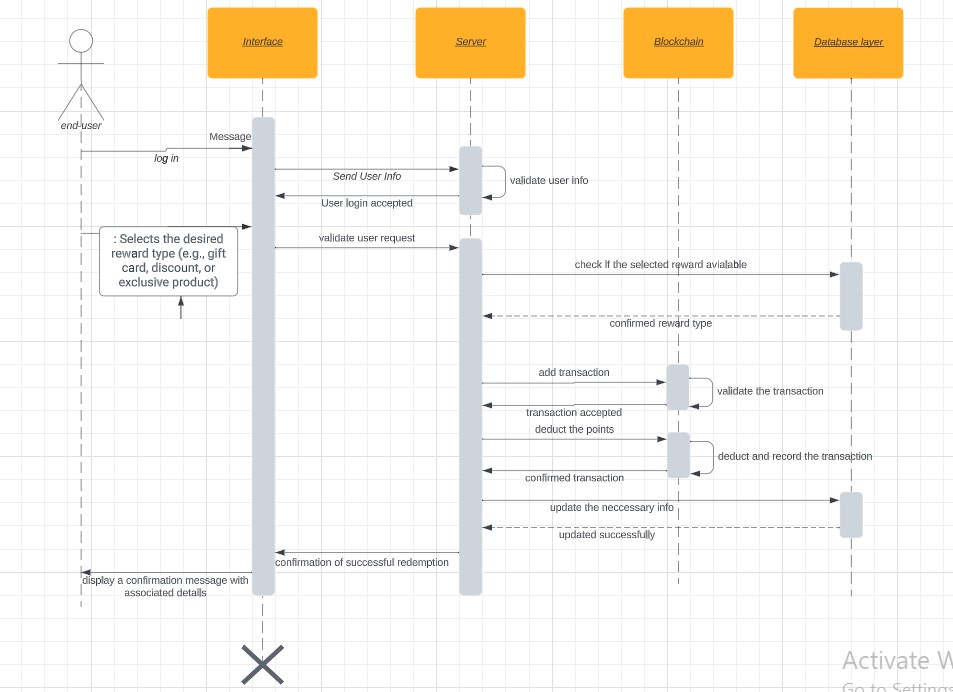 Interface
Server
Blockchain
Database layer
end-user
Message
log in
Send User Info
validate user info
User login accepted
: Selects the desired
reward type (e.g., gift
card, discount, or
exclusive product)
validate user request
check if the selected reward avialable
confirmed reward type
add transaction
validate the transaction
transaction accepted
deduct the points
deduct and record the transaction
confirmed transaction
update the neccessary info
updated successfully
confirmation of successful redemption
display a confirmation message with
associated details
Activate W
Go to Settings